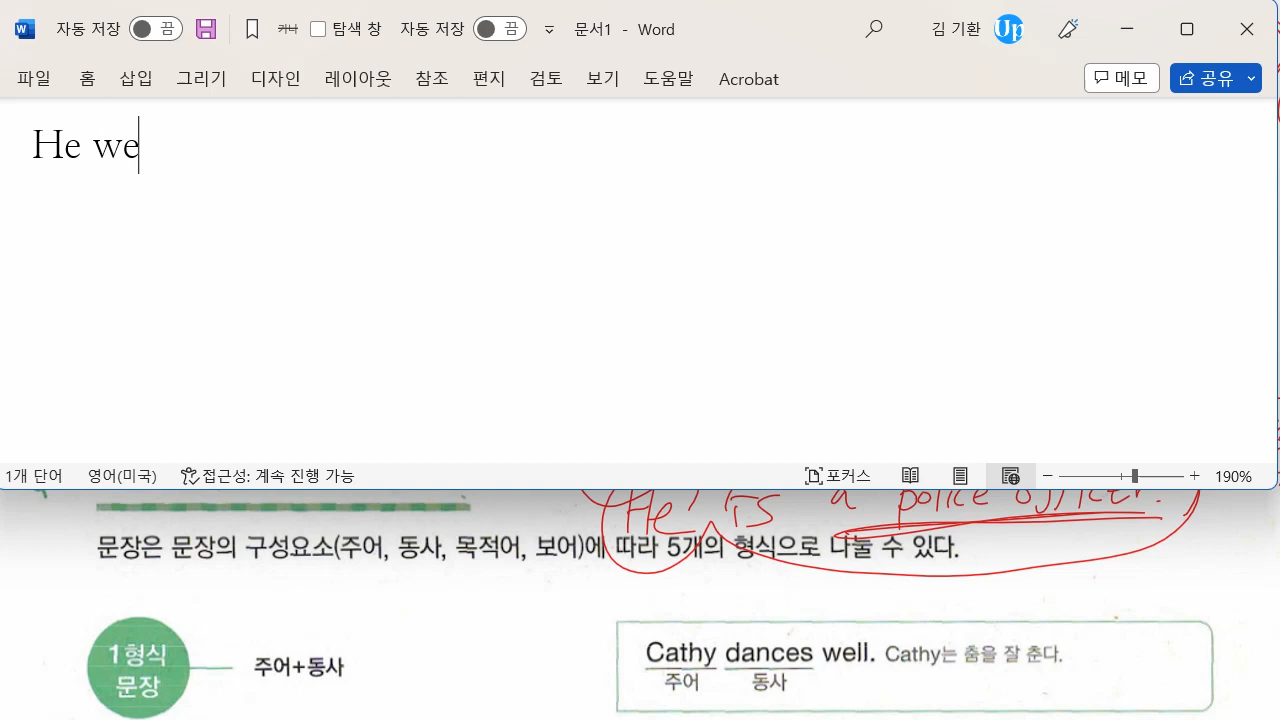 자동 저장 끔 가나 탐색 창 자동 저장 끔 문서1 - Word 김 기환 Up
파일 홈 삽입 그리기 디자인 레이아웃 참조 편지 검토 보기 도움말 Acrobat 메모 공유
He we
1개 단어 영어(미국) 접근성: 계속 진행 가능 포커스 190%
He is a police officer.
문장은 문장의 구성요소(주어, 동사, 목적어, 보어)에 따라 5개의 형식으로 나눌 수 있다.
1형식
문장
주어+동사
Cathy dances well. Cathy는 춤을 잘 춘다.
주어 동사